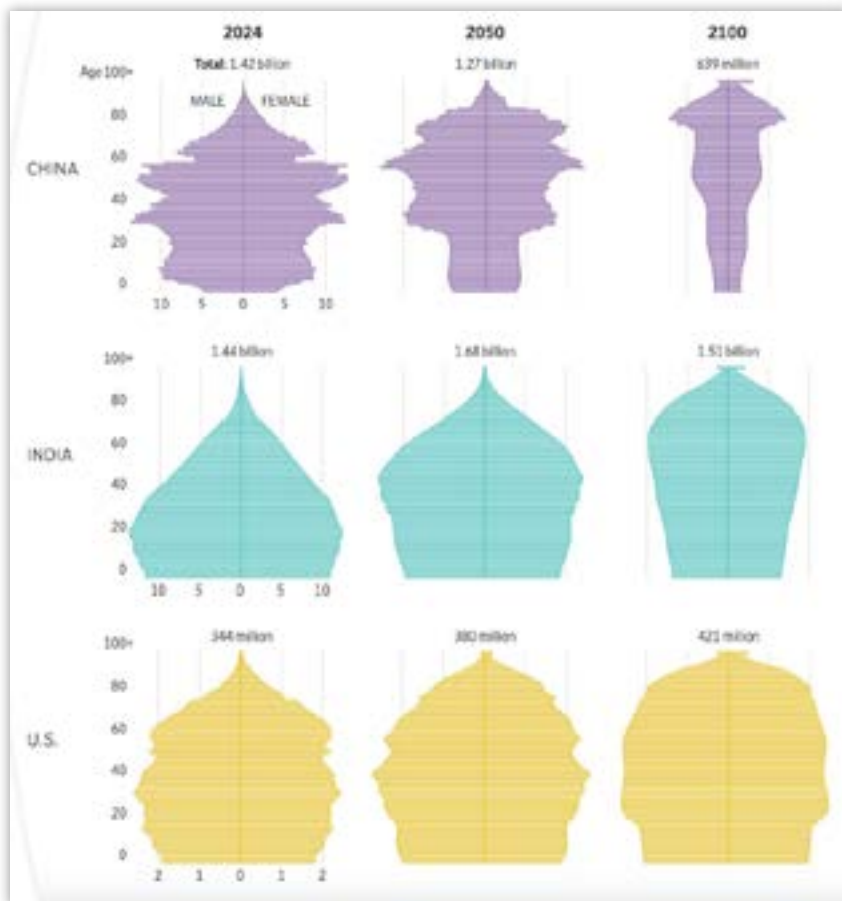 2024 2050 2100
Age 100+ Total: 1.42 billion 1.27 billion 639 million
MALE FEMALE
80
60
CHINA
40
20
0
10 5 0 5 10
100+ 1.44 billion 1.68 billion 1.51 billion
80
60
INDIA
40
20
0
10 5 0 5 10
100+ 344 million 380 million 421 million
80
60
U.S.
40
20
0
2 1 0 1 2